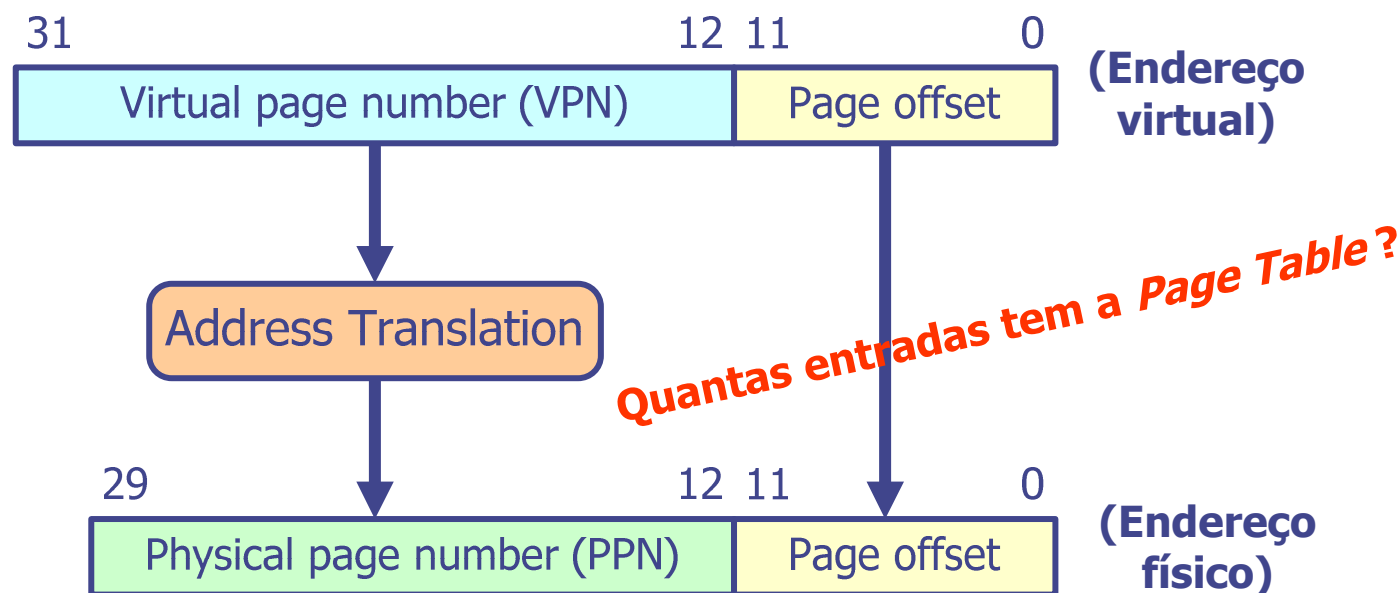 31 12 11 0
Virtual page number (VPN) Page offset
(Endereço
virtual)
Address Translation
Quantas entradas tem a Page Table?
29 12 11 0
Physical page number (PPN) Page offset
(Endereço
físico)